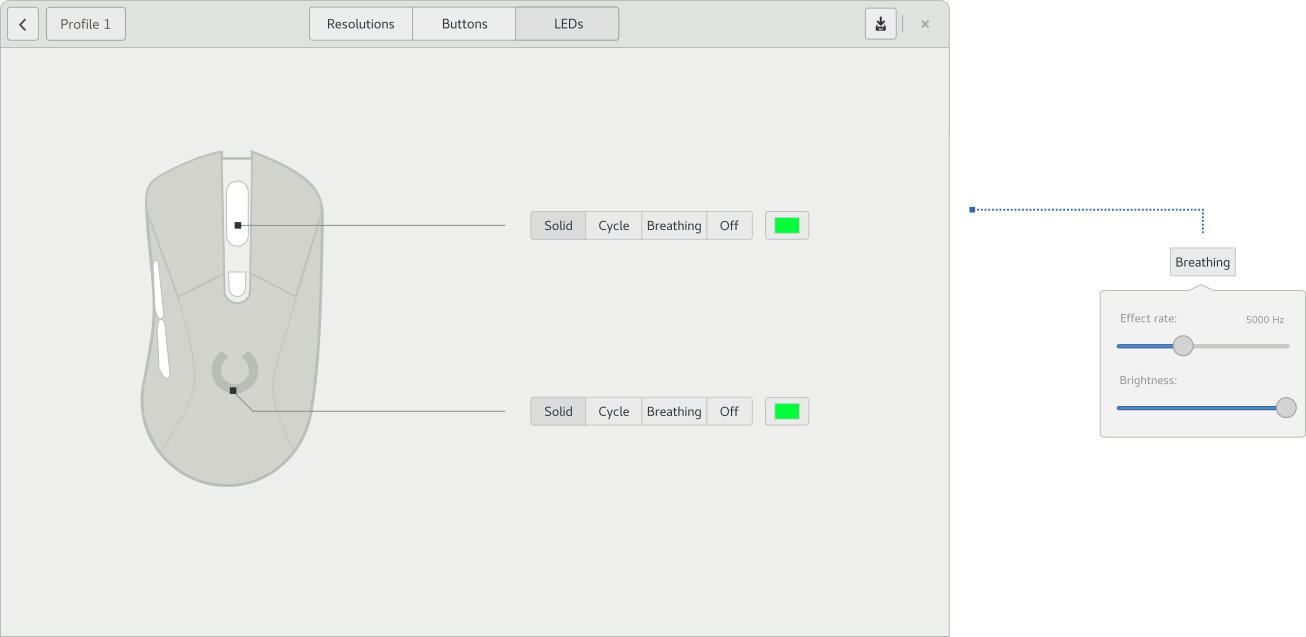 Profile 1
Resolutions Buttons LEDs
Solid Cycle Breathing Off
Solid Cycle Breathing Off
Breathing
Effect rate: 5000 Hz
Brightness: